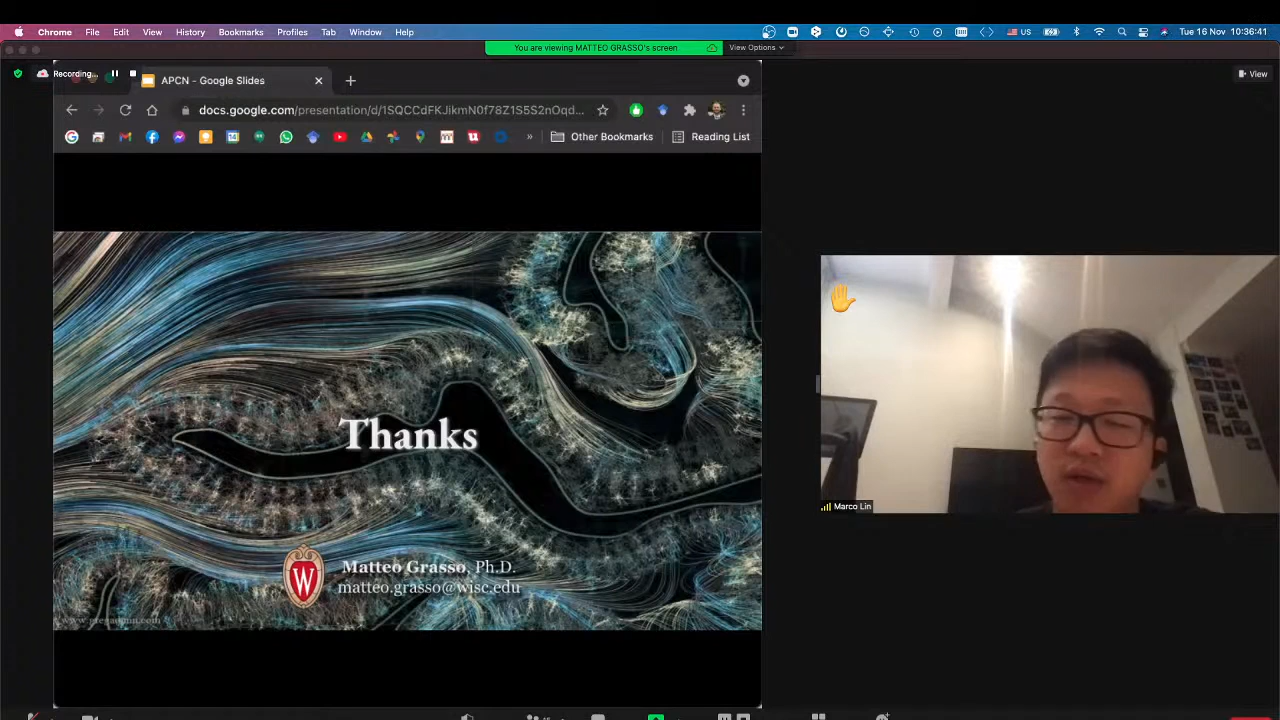 Chrome File Edit View History Bookmarks Profiles Tab Window Help
US Tue 16 Nov 10:36:41
You are viewing MATTEO GRASSO's screen View Options
Recording...
View
APCN - Google Slides
docs.google.com/presentation/d/1SQCCdFKJikmN0f78Z1S5S2nOqd...
» Other Bookmarks Reading List
Thanks
W
Matteo Grasso, Ph.D.
matteo.grasso@wisc.edu
Marco Lin